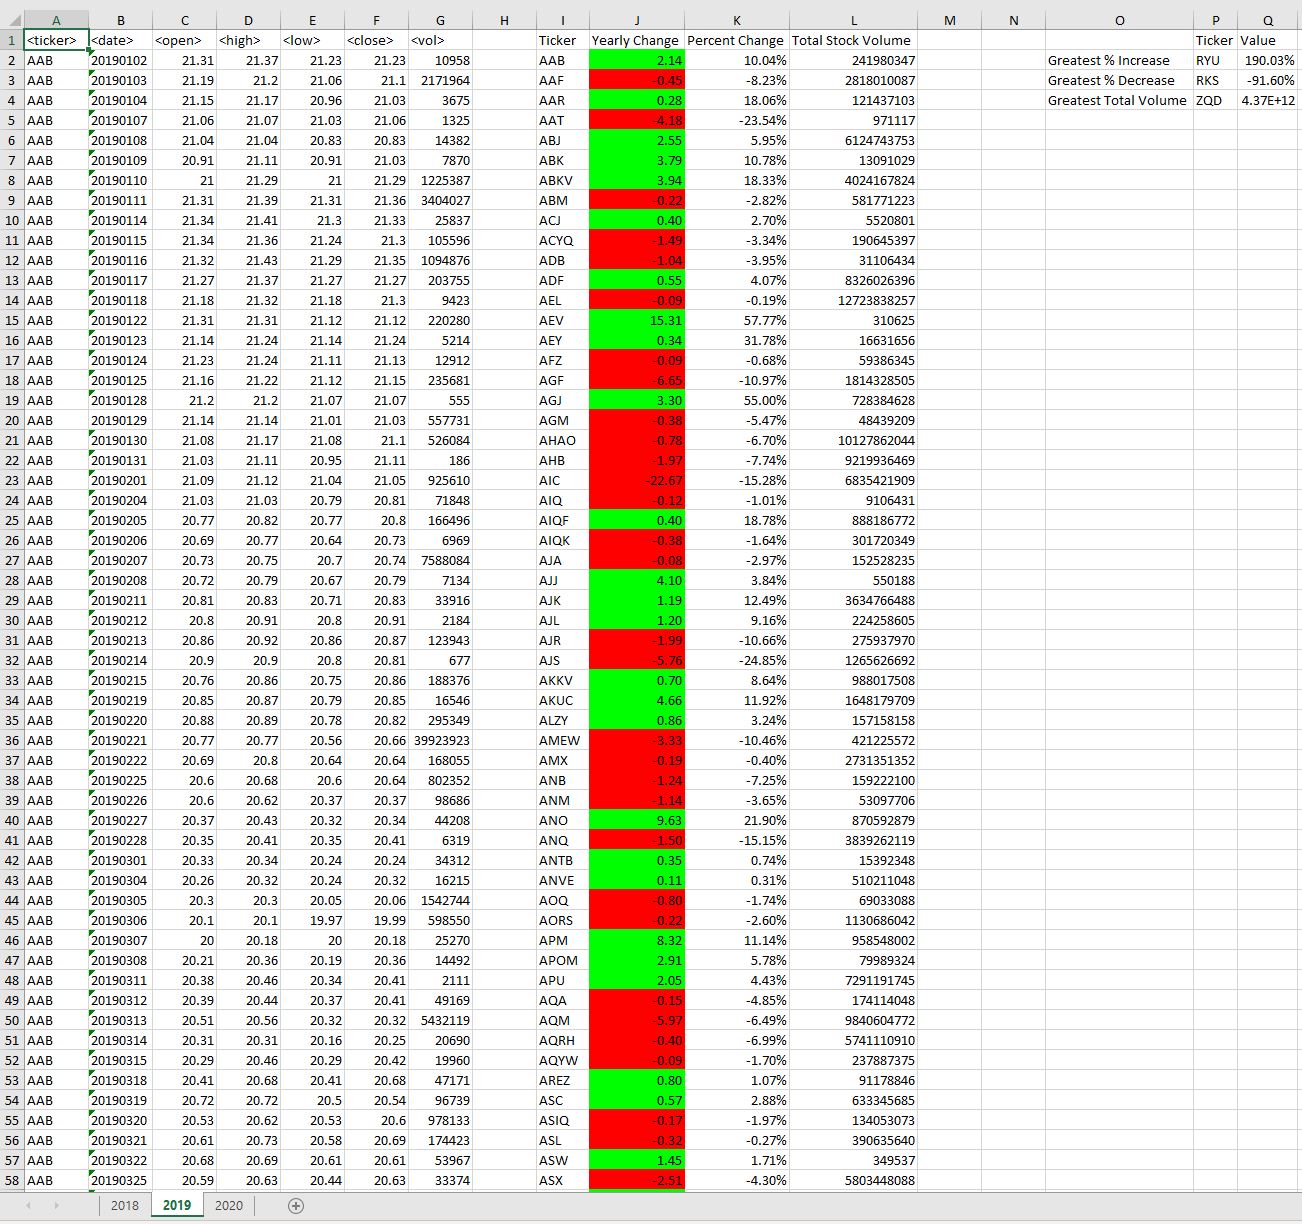 A B C D E F G H I J K L M N O P Q
1 <ticker> <date> <open> <high> <low> <close> <vol> Ticker Yearly Change Percent Change Total Stock Volume Ticker Value
2 AAB 20190102 21.31 21.37 21.23 21.23 10958 AAB 2.14 10.04% 241980347 Greatest % Increase RYU 190.03%
3 AAB 20190103 21.19 21.2 21.06 21.1 2171964 AAF -0.45 -8.23% 2818010087 Greatest % Decrease RKS -91.60%
4 AAB 20190104 21.15 21.17 20.96 21.03 3675 AAR 0.28 18.06% 121437103 Greatest Total Volume ZQD 4.37E+12
5 AAB 20190107 21.06 21.07 21.03 21.06 1325 AAT -4.18 -23.54% 971117
6 AAB 20190108 21.04 21.04 20.83 20.83 14382 ABJ 2.55 5.95% 6124743753
7 AAB 20190109 20.91 21.11 20.91 21.03 7870 ABK 3.79 10.78% 13091029
8 AAB 20190110 21 21.29 21 21.29 1225387 ABKV 3.94 18.33% 4024167824
9 AAB 20190111 21.31 21.39 21.31 21.36 3404027 ABM -0.22 -2.82% 581771223
10 AAB 20190114 21.34 21.41 21.3 21.33 25837 ACJ 0.40 2.70% 5520801
11 AAB 20190115 21.34 21.36 21.24 21.3 105596 ACYQ -1.49 -3.34% 190645397
12 AAB 20190116 21.32 21.43 21.29 21.35 1094876 ADB -1.04 -3.95% 31106434
13 AAB 20190117 21.27 21.37 21.27 21.27 203755 ADF 0.55 4.07% 8326026396
14 AAB 20190118 21.18 21.32 21.18 21.3 9423 AEL -0.09 -0.19% 12723838257
15 AAB 20190122 21.31 21.31 21.12 21.12 220280 AEV 15.31 57.77% 310625
16 AAB 20190123 21.14 21.24 21.14 21.24 5214 AEY 0.34 31.78% 16631656
17 AAB 20190124 21.23 21.24 21.11 21.13 12912 AFZ -0.09 -0.68% 59386345
18 AAB 20190125 21.16 21.22 21.12 21.15 235681 AGF -6.65 -10.97% 1814328505
19 AAB 20190128 21.2 21.2 21.07 21.07 555 AGJ 3.30 55.00% 728384628
20 AAB 20190129 21.14 21.14 21.01 21.03 557731 AGM -0.38 -5.47% 48439209
21 AAB 20190130 21.08 21.17 21.08 21.1 526084 AHAO -0.78 -6.70% 10127862044
22 AAB 20190131 21.03 21.11 20.95 21.11 186 AHB -1.97 -7.74% 9219936469
23 AAB 20190201 21.09 21.12 21.04 21.05 925610 AIC -22.67 -15.28% 6835421909
24 AAB 20190204 21.03 21.03 20.79 20.81 71848 AIQ -0.12 -1.01% 9106431
25 AAB 20190205 20.77 20.82 20.77 20.8 166496 AIQF 0.40 18.78% 888186772
26 AAB 20190206 20.69 20.77 20.64 20.73 6969 AIQK -0.38 -1.64% 301720349
27 AAB 20190207 20.73 20.75 20.7 20.74 7588084 AJA -0.08 -2.97% 152528235
28 AAB 20190208 20.72 20.79 20.67 20.79 7134 AJJ 4.10 3.84% 550188
29 AAB 20190211 20.81 20.83 20.71 20.83 33916 AJK 1.19 12.49% 3634766488
30 AAB 20190212 20.8 20.91 20.8 20.91 2184 AJL 1.20 9.16% 224258605
31 AAB 20190213 20.86 20.92 20.86 20.87 123943 AJR -1.99 -10.66% 275937970
32 AAB 20190214 20.9 20.9 20.8 20.81 677 AJS -5.76 -24.85% 1265626692
33 AAB 20190215 20.76 20.86 20.75 20.86 188376 AKKV 0.70 8.64% 988017508
34 AAB 20190219 20.85 20.87 20.79 20.85 16546 AKUC 4.66 11.92% 1648179709
35 AAB 20190220 20.88 20.89 20.78 20.82 295349 ALZY 0.86 3.24% 157158158
36 AAB 20190221 20.77 20.77 20.56 20.66 39923923 AMEW -3.33 -10.46% 421225572
37 AAB 20190222 20.69 20.8 20.64 20.64 168055 AMX -0.19 -0.40% 2731351352
38 AAB 20190225 20.6 20.68 20.6 20.64 802352 ANB -1.24 -7.25% 159222100
39 AAB 20190226 20.6 20.62 20.37 20.37 98686 ANM -1.14 -3.65% 53097706
40 AAB 20190227 20.37 20.43 20.32 20.34 44208 ANO 9.63 21.90% 870592879
41 AAB 20190228 20.35 20.41 20.35 20.41 6319 ANQ -1.50 -15.15% 3839262119
42 AAB 20190301 20.33 20.34 20.24 20.24 34312 ANTB 0.35 0.74% 15392348
43 AAB 20190304 20.26 20.32 20.24 20.32 16215 ANVE 0.11 0.31% 510211048
44 AAB 20190305 20.3 20.3 20.05 20.06 1542744 AOQ -0.80 -1.74% 69033088
45 AAB 20190306 20.1 20.1 19.97 19.99 598550 AORS -0.22 -2.60% 1130686042
46 AAB 20190307 20 20.18 20 20.18 25270 APM 8.32 11.14% 958548002
47 AAB 20190308 20.21 20.36 20.19 20.36 14492 APOM 2.91 5.78% 79989324
48 AAB 20190311 20.38 20.46 20.34 20.41 2111 APU 2.05 4.43% 7291191745
49 AAB 20190312 20.39 20.44 20.37 20.41 49169 AQA -0.15 -4.85% 174114048
50 AAB 20190313 20.51 20.56 20.32 20.32 5432119 AQM -5.97 -6.49% 9840604772
51 AAB 20190314 20.31 20.31 20.16 20.25 20690 AQRH -0.40 -6.99% 5741110910
52 AAB 20190315 20.29 20.46 20.29 20.42 19960 AQYW -0.09 -1.70% 237887375
53 AAB 20190318 20.41 20.68 20.41 20.68 47171 AREZ 0.80 1.07% 91178846
54 AAB 20190319 20.72 20.72 20.5 20.54 96739 ASC 0.57 2.88% 633345685
55 AAB 20190320 20.53 20.62 20.53 20.6 978133 ASIQ -0.17 -1.97% 134053073
56 AAB 20190321 20.61 20.73 20.58 20.69 174423 ASL -0.32 -0.27% 390635640
57 AAB 20190322 20.68 20.69 20.61 20.61 53967 ASW 1.45 1.71% 349537
58 AAB 20190325 20.59 20.63 20.44 20.63 33374 ASX -2.51 -4.30% 5803448088
2018 2019 2020